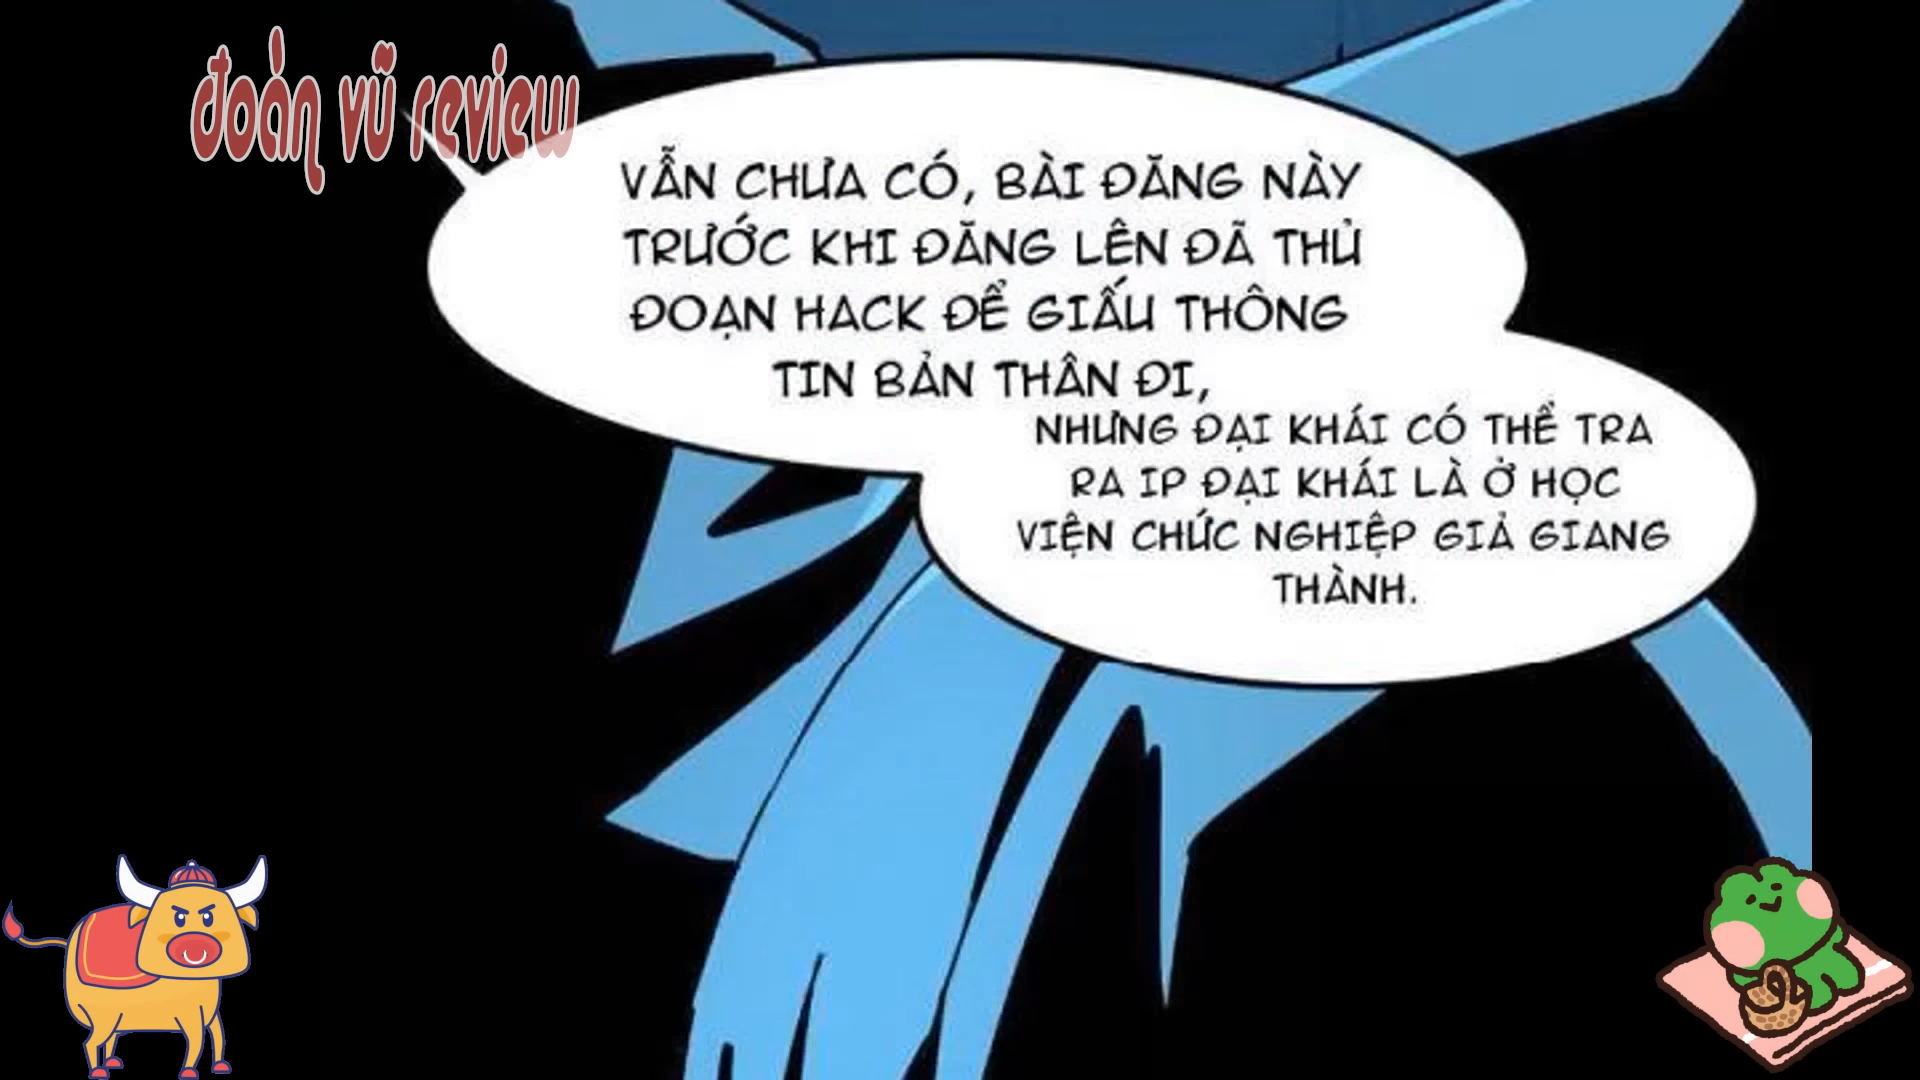 đoản vũ review
VẪN CHƯA CÓ, BÀI ĐĂNG NÀY
TRƯỚC KHI ĐĂNG LÊN ĐÃ THỦ
ĐOẠN HACK ĐỂ GIẤU THÔNG
TIN BẢN THÂN ĐI,
NHƯNG ĐẠI KHÁI CÓ THỂ TRA
RA IP ĐẠI KHÁI LÀ Ở HỌC
VIỆN CHỨC NGHIỆP GIẢ GIANG
THÀNH.